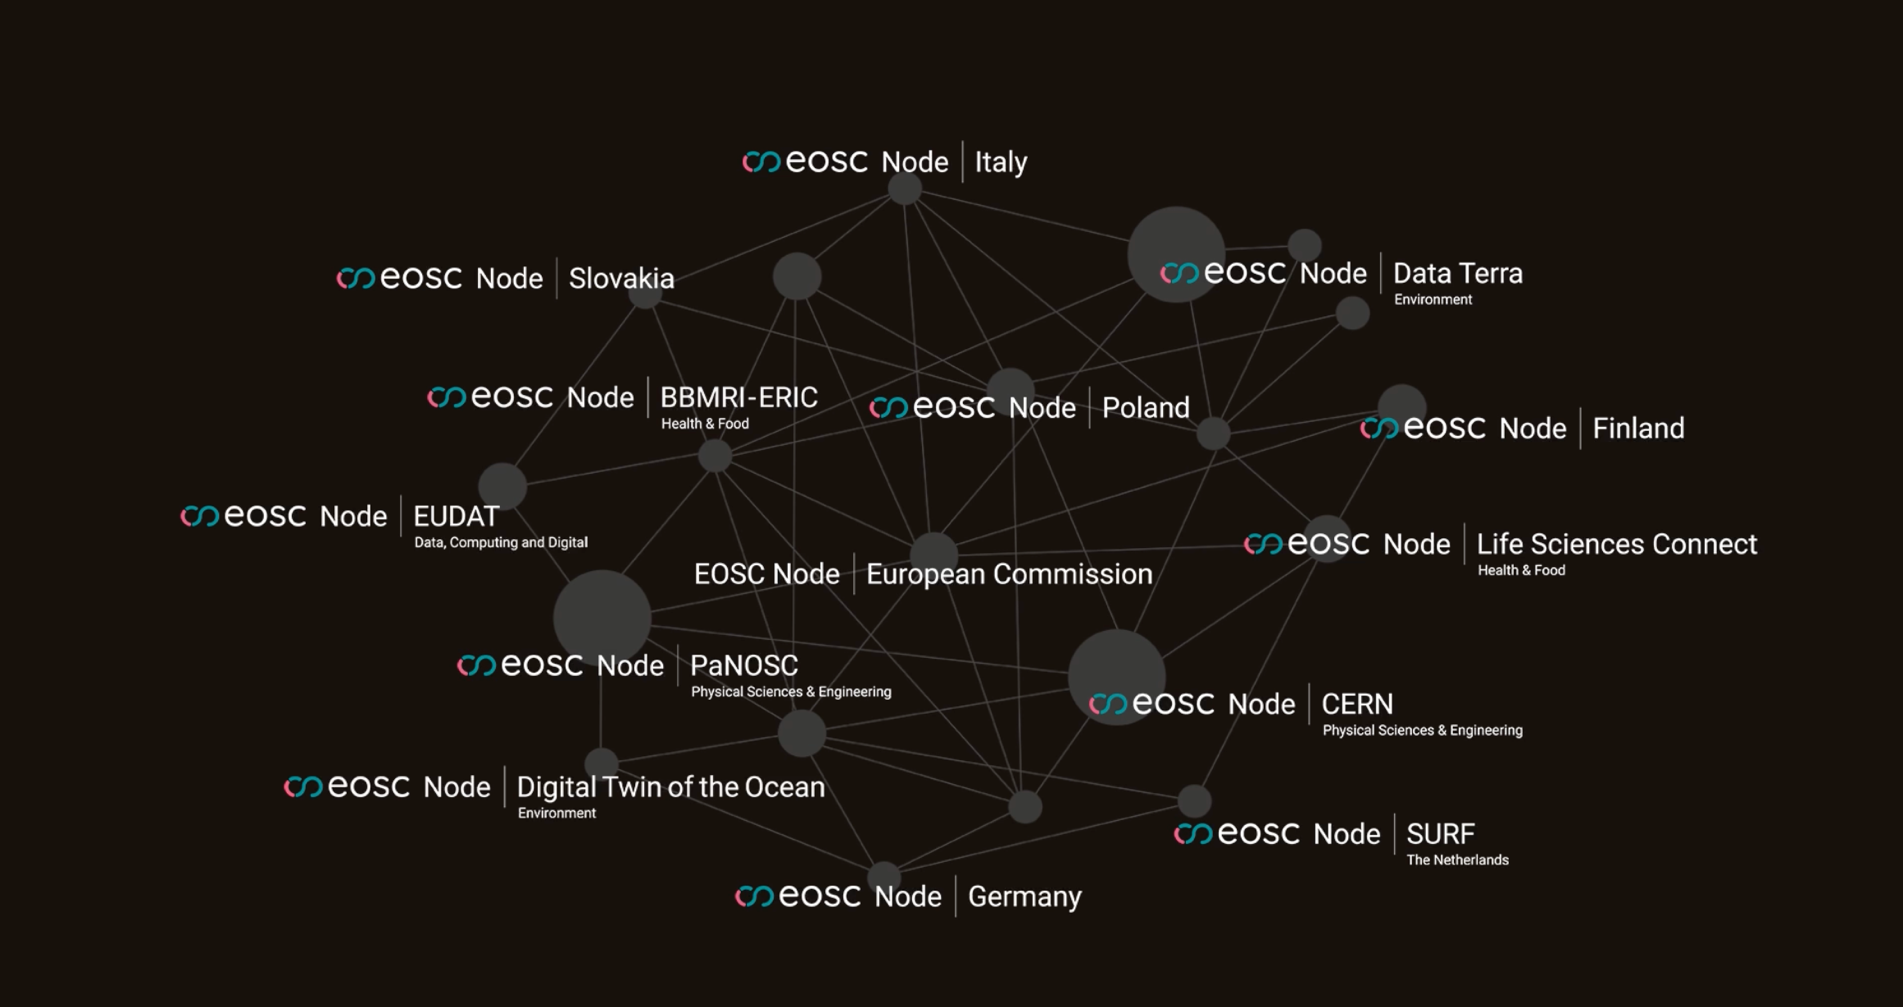 eosc Node | Italy
eosc Node | Slovakia
eosc Node | Data Terra
Environment
eosc Node | BBMRI-ERIC
Health & Food
eosc Node | Poland
eosc Node | Finland
eosc Node | EUDAT
Data, Computing and Digital
eosc Node | Life Sciences Connect
Health & Food
EOSC Node | European Commission
eosc Node | PaNOSC
Physical Sciences & Engineering
eosc Node | CERN
Physical Sciences & Engineering
eosc Node | Digital Twin of the Ocean
Environment
eosc Node | SURF
The Netherlands
eosc Node | Germany